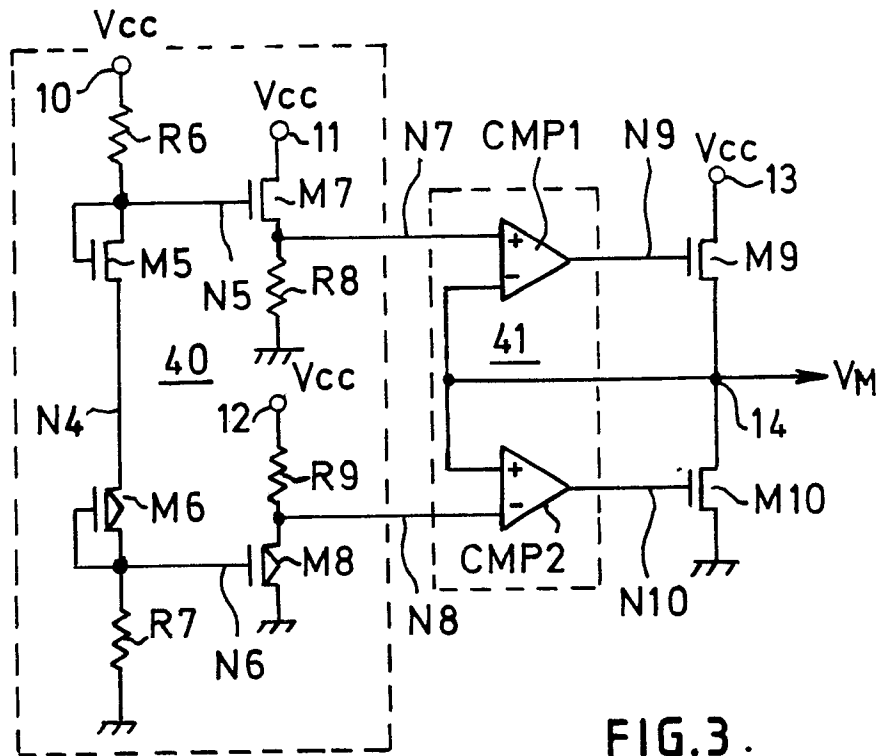 Vcc
10
R6
Vcc
11
N7
CMP1
N9
Vcc
13
M7
M5
N5
R8
+
-
M9
40
41
Vcc
VM
N4
12
14
R9
M6
+
-
M10
M8
CMP2
R7
N6
N8
N10
FIG.3.